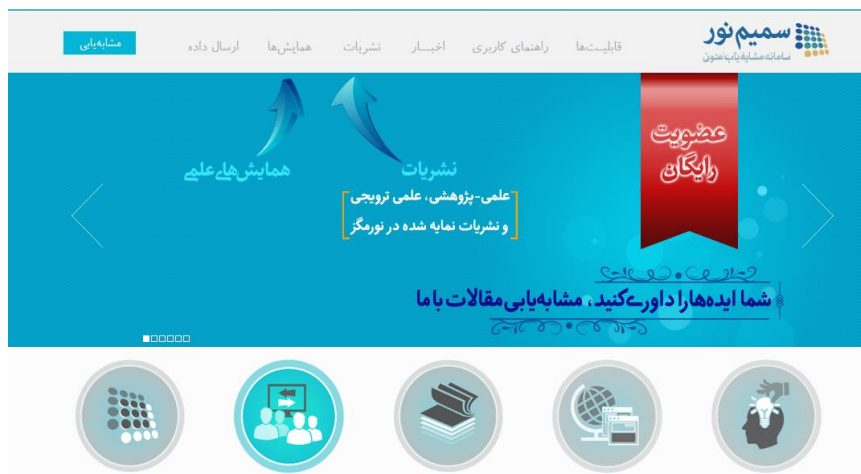 سمیم نور
سامانه مشابه یاب متون
قابلیت‌ها
راهنمای کاربری
اخبـــار
نشریات
همایش‌ها
ارسال داده
مشابه‌یابی
عضویت
رایگان
نشریات
علمی-پژوهشی، علمی ترویجی
و نشریات نمایه شده در نورمگز
همایش‌های علمی
شما ایده‌ها را داوری کنید، مشابه‌یابی مقالات با ما